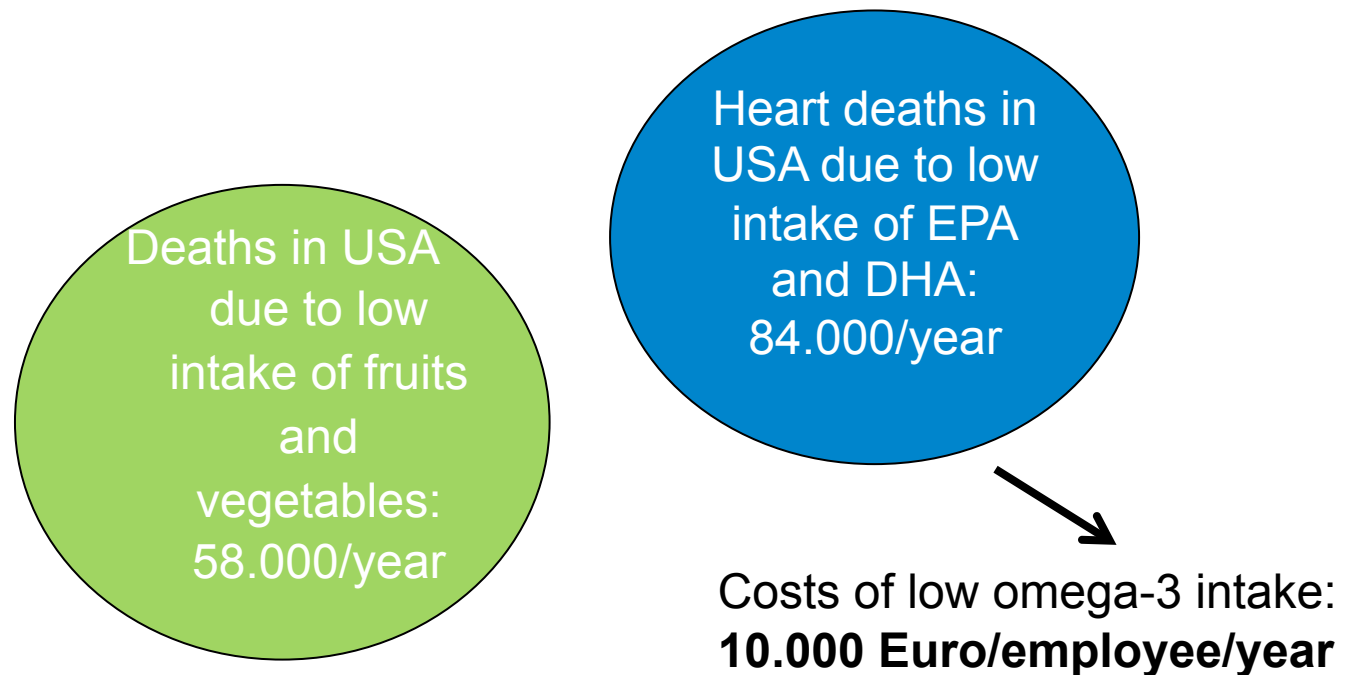 Deaths in USA
due to low
intake of fruits
and
vegetables:
58.000/year
Heart deaths in
USA due to low
intake of EPA
and DHA:
84.000/year
Costs of low omega-3 intake:
10.000 Euro/employee/year